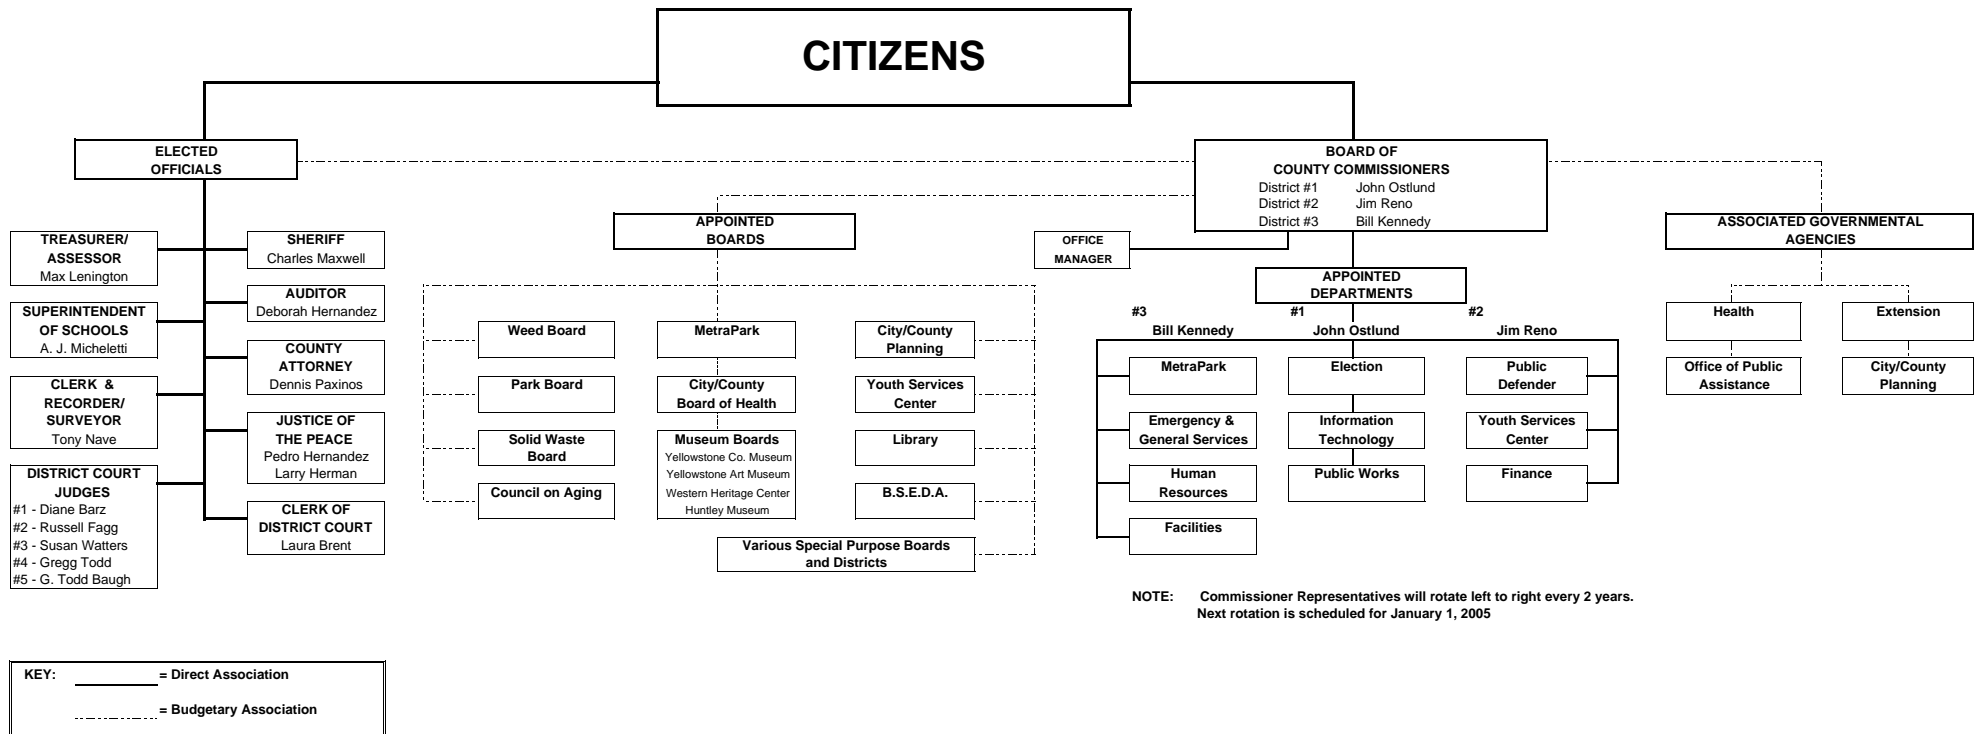 CITIZENS
ELECTED
OFFICIALS
BOARD OF
COUNTY COMMISSIONERS
District #1 John Ostlund
District #2 Jim Reno
District #3 Bill Kennedy
TREASURER/
ASSESSOR
Max Lenington
SHERIFF
Charles Maxwell
SUPERINTENDENT
OF SCHOOLS
A. J. Micheletti
AUDITOR
Deborah Hernandez
COUNTY
ATTORNEY
Dennis Paxinos
CLERK &
RECORDER/
SURVEYOR
Tony Nave
JUSTICE OF
THE PEACE
Pedro Hernandez
Larry Herman
DISTRICT COURT
JUDGES
#1 - Diane Barz
#2 - Russell Fagg
#3 - Susan Watters
#4 - Gregg Todd
#5 - G. Todd Baugh
CLERK OF
DISTRICT COURT
Laura Brent
APPOINTED
BOARDS
Weed Board
Park Board
Solid Waste
Board
Council on Aging
MetraPark
City/County
Board of Health
Museum Boards
Yellowstone Co. Museum
Yellowstone Art Museum
Western Heritage Center
Huntley Museum
City/County
Planning
Youth Services
Center
Library
B.S.E.D.A.
Various Special Purpose Boards
and Districts
OFFICE
MANAGER
APPOINTED
DEPARTMENTS
#3
Bill Kennedy
#1
John Ostlund
#2
Jim Reno
MetraPark
Emergency &
General Services
Human
Resources
Facilities
Election
Information
Technology
Public Works
Public
Defender
Youth Services
Center
Finance
ASSOCIATED GOVERNMENTAL
AGENCIES
Health
Extension
Office of Public
Assistance
City/County
Planning
NOTE: Commissioner Representatives will rotate left to right every 2 years.
Next rotation is scheduled for January 1, 2005
KEY: = Direct Association
= Budgetary Association